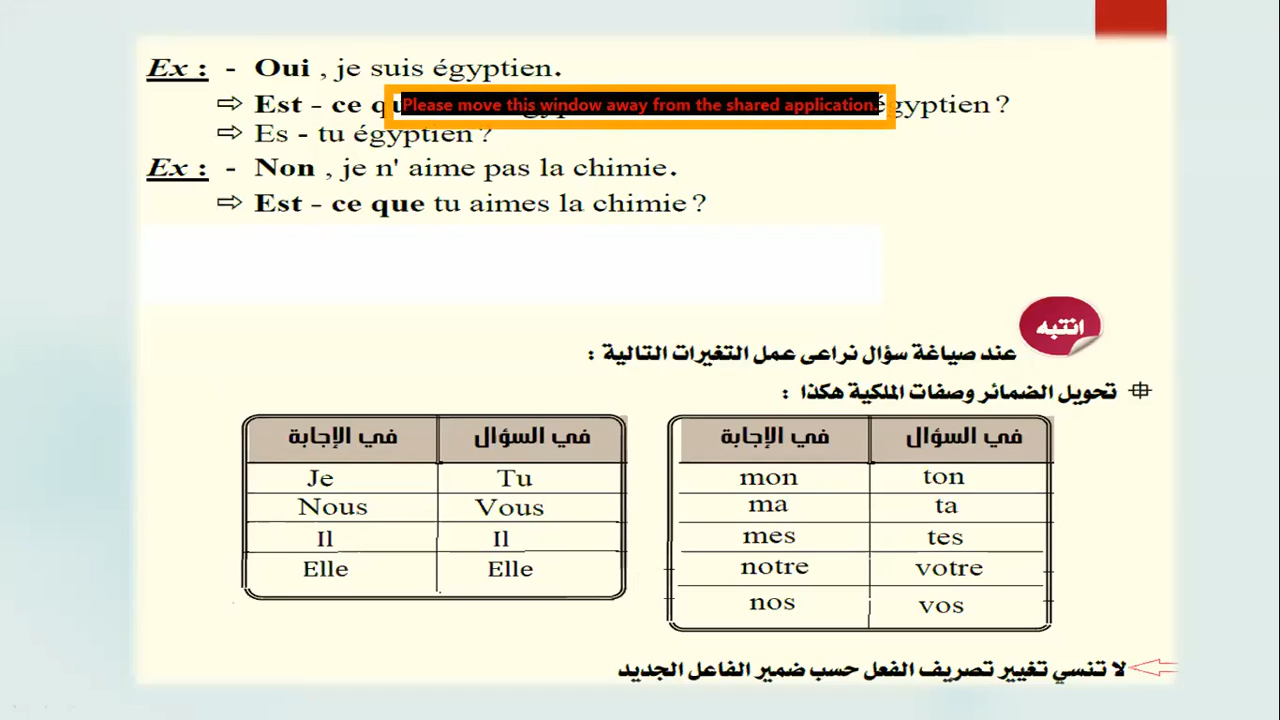 Ex : - Oui , je suis égyptien.
⇨ Est - ce qu égyptien ?
Please move this window away from the shared application.
⇨ Es - tu égyptien ?
Ex : - Non , je n' aime pas la chimie.
⇨ Est - ce que tu aimes la chimie ?
انتبه
عند صياغة سؤال نراعى عمل التغيرات التالية :
تحويل الضمائر وصفات الملكية هكذا :
في الإجابة في السؤال
Je Tu
Nous Vous
Il Il
Elle Elle
في الإجابة في السؤال
mon ton
ma ta
mes tes
notre votre
nos vos
لا تنسي تغيير تصريف الفعل حسب ضمير الفاعل الجديد